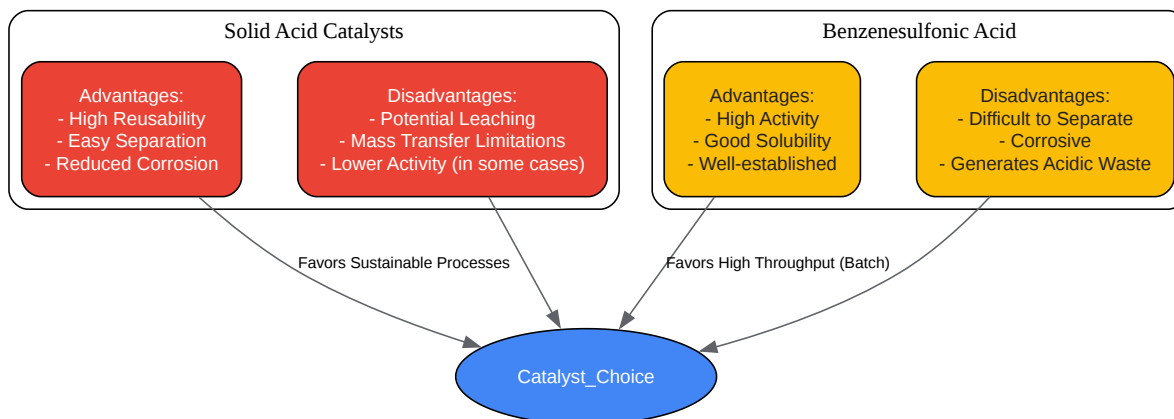 Solid Acid Catalysts
Advantages:
- High Reusability
- Easy Separation
- Reduced Corrosion
Disadvantages:
- Potential Leaching
- Mass Transfer Limitations
- Lower Activity (in some cases)
Benzenesulfonic Acid
Advantages:
- High Activity
- Good Solubility
- Well-established
Disadvantages:
- Difficult to Separate
- Corrosive
- Generates Acidic Waste
Favors Sustainable Processes
Favors High Throughput (Batch)
Catalyst_Choice